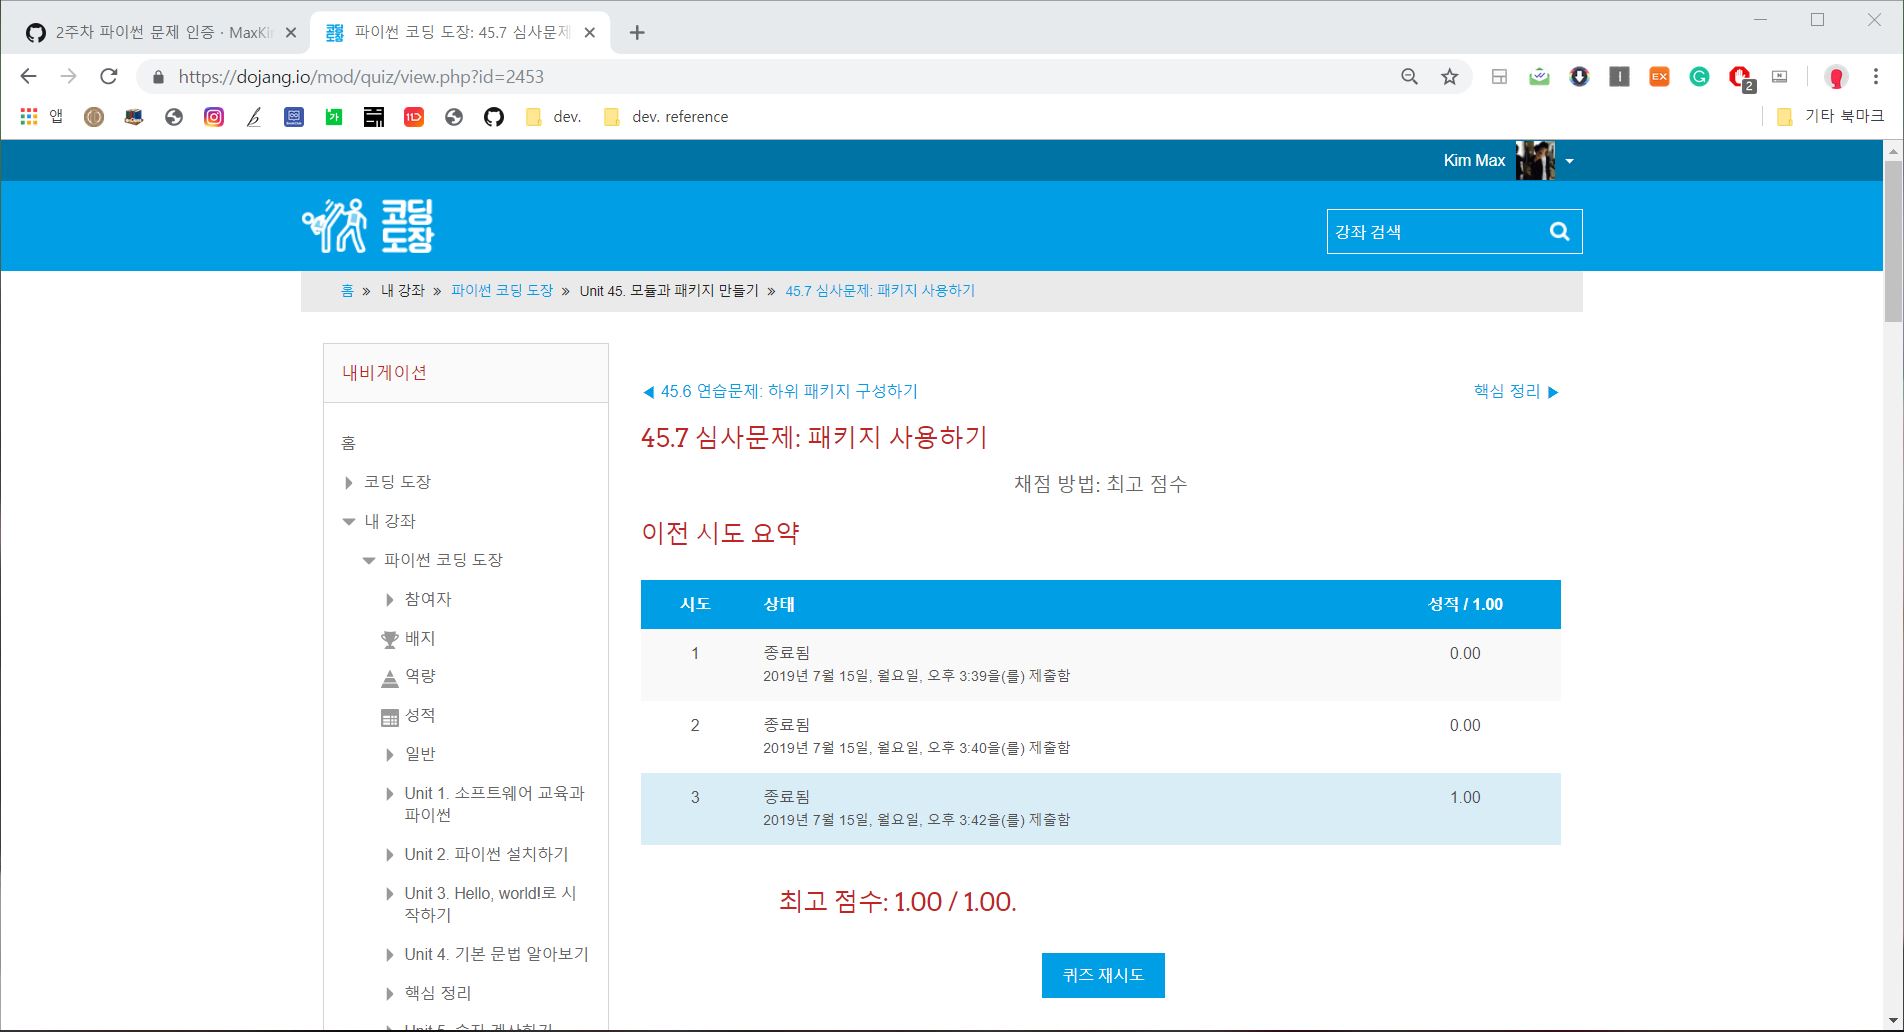 2주차 파이썬 문제 인증 · MaxKi
파이썬 코딩 도장: 45.7 심사문제
https://dojang.io/mod/quiz/view.php?id=2453
앱
dev.
dev. reference
기타 북마크
Kim Max
코딩
도장
강좌 검색
홈 » 내 강좌 » 파이썬 코딩 도장 » Unit 45. 모듈과 패키지 만들기 » 45.7 심사문제: 패키지 사용하기
내비게이션
홈
코딩 도장
내 강좌
파이썬 코딩 도장
참여자
배지
역량
성적
일반
Unit 1. 소프트웨어 교육과
파이썬
Unit 2. 파이썬 설치하기
Unit 3. Hello, world!로 시
작하기
Unit 4. 기본 문법 알아보기
핵심 정리
Unit 5. 숫자 계산하기
◀ 45.6 연습문제: 하위 패키지 구성하기
핵심 정리 ▶
45.7 심사문제: 패키지 사용하기
채점 방법: 최고 점수
이전 시도 요약
시도 상태 성적 / 1.00
1 종료됨 0.00
2019년 7월 15일, 월요일, 오후 3:39을(를) 제출함
2 종료됨 0.00
2019년 7월 15일, 월요일, 오후 3:40을(를) 제출함
3 종료됨 1.00
2019년 7월 15일, 월요일, 오후 3:42을(를) 제출함
최고 점수: 1.00 / 1.00.
퀴즈 재시도